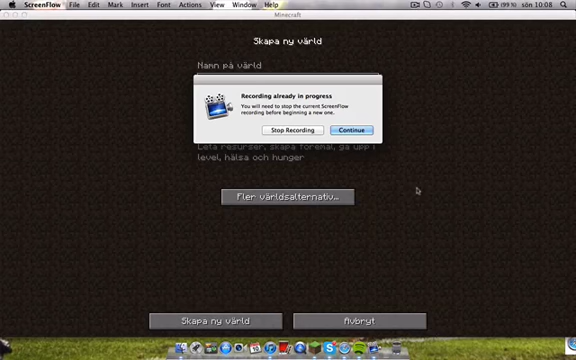 ScreenFlow File Edit Mark Insert Font Actions View Window Help (99%) sön 10:08
Minecraft
Skapa ny värld
Namn på värld
Recording already in progress
You will need to stop the current ScreenFlow
recording before beginning a new one.
Stop Recording Continue
Leta resurser, skapa föremål, gå upp i
level, hälsa och hunger
Fler världsalternativ...
Skapa ny värld Avbryt